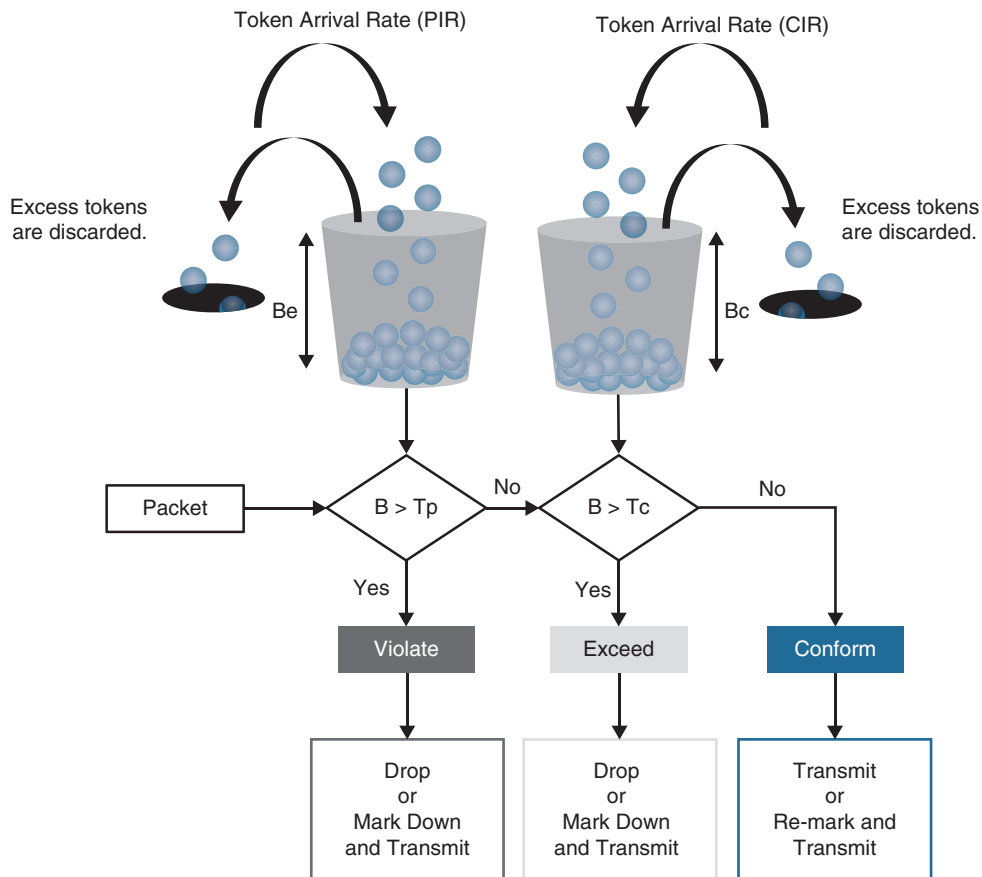 Token Arrival Rate (PIR)
Token Arrival Rate (CIR)
Excess tokens
are discarded.
Excess tokens
are discarded.
Be
Bc
Packet
B > Tp
No
B > Tc
No
Yes
Yes
Violate
Exceed
Conform
Drop
or
Mark Down
and Transmit
Drop
or
Mark Down
and Transmit
Transmit
or
Re-mark and
Transmit